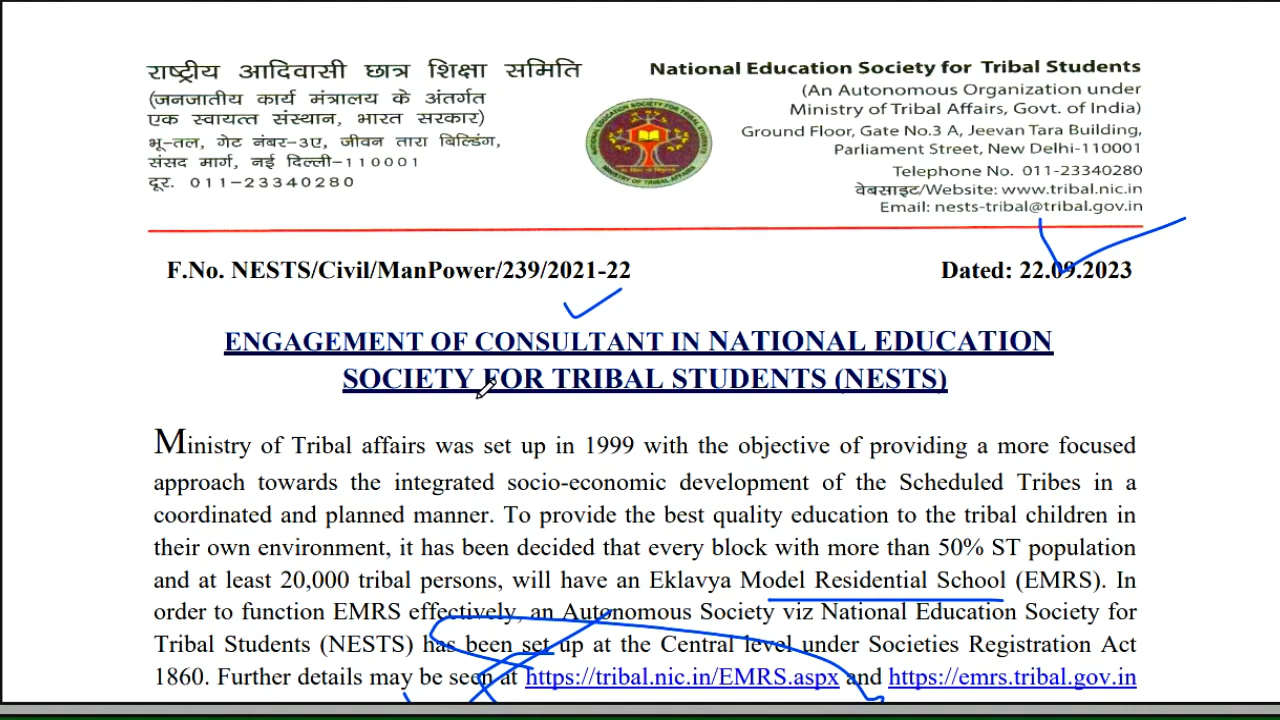 राष्ट्रीय आदिवासी छात्र शिक्षा समिति
(जनजातीय कार्य मंत्रालय के अंतर्गत
एक स्वायत्त संस्थान, भारत सरकार)
भू-तल, गेट नंबर-3ए, जीवन तारा बिल्डिंग,
संसद मार्ग, नई दिल्ली-110001
दूर. 011-23340280
NATIONAL EDUCATION SOCIETY FOR TRIBAL STUDENTS
MINISTRY OF TRIBAL AFFAIRS
National Education Society for Tribal Students
(An Autonomous Organization under
Ministry of Tribal Affairs, Govt. of India)
Ground Floor, Gate No.3 A, Jeevan Tara Building,
Parliament Street, New Delhi-110001
Telephone No. 011-23340280
वेबसाइट/Website: www.tribal.nic.in
Email: nests-tribal@tribal.gov.in
F.No. NESTS/Civil/ManPower/239/2021-22 Dated: 22.09.2023
ENGAGEMENT OF CONSULTANT IN NATIONAL EDUCATION
SOCIETY FOR TRIBAL STUDENTS (NESTS)
Ministry of Tribal affairs was set up in 1999 with the objective of providing a more focused
approach towards the integrated socio-economic development of the Scheduled Tribes in a
coordinated and planned manner. To provide the best quality education to the tribal children in
their own environment, it has been decided that every block with more than 50% ST population
and at least 20,000 tribal persons, will have an Eklavya Model Residential School (EMRS). In
order to function EMRS effectively, an Autonomous Society viz National Education Society for
Tribal Students (NESTS) has been set up at the Central level under Societies Registration Act
1860. Further details may be seen at https://tribal.nic.in/EMRS.aspx and https://emrs.tribal.gov.in